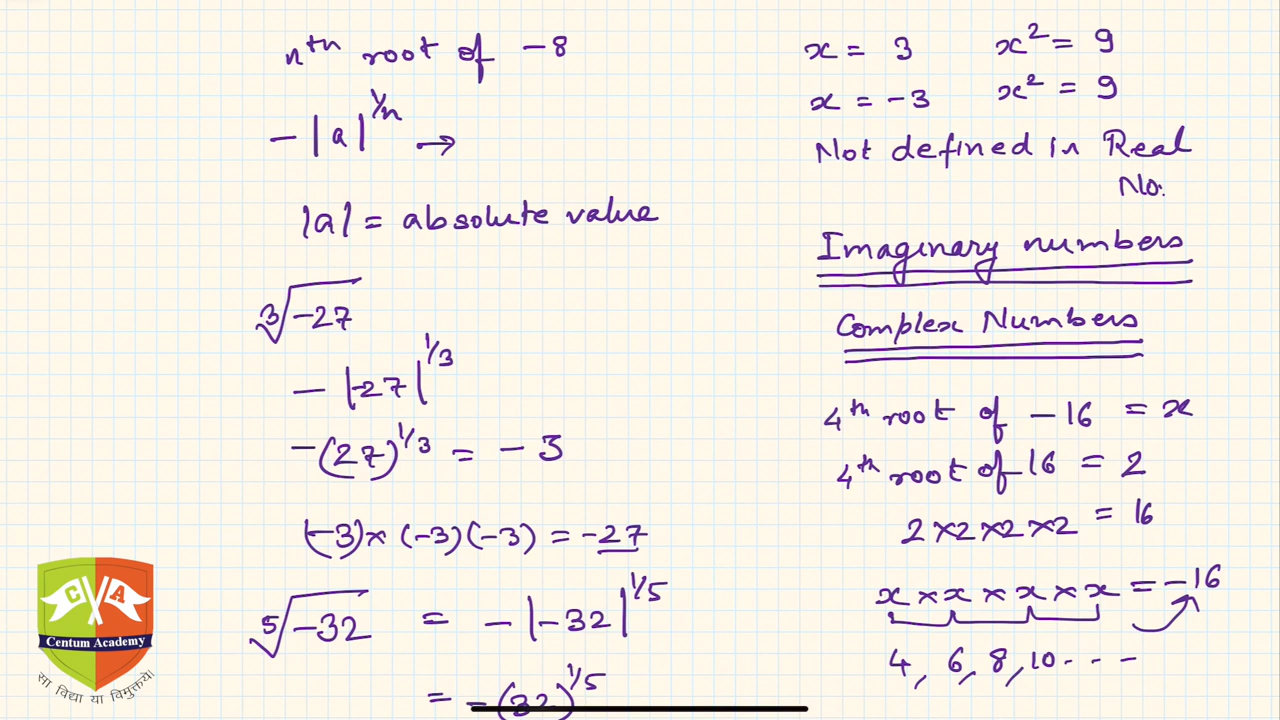 nth root of -8
- |a|^1/n →
|a| = absolute value
∛-27
- |-27|^1/3
-(27)^1/3 = -3
(-3)×(-3)(-3) = -27
⁵√-32 = - |-32|^1/5
= -(32)^1/5
x = 3 x² = 9
x = -3 x² = 9
Not defined in Real
No.
Imaginary numbers
Complex Numbers
4th root of -16 = x
4th root of 16 = 2
2×2×2×2 = 16
x × x × x × x = -16
4, 6, 8, 10 - - - -
C A
Centum Academy
सा विद्या या विमुक्तये